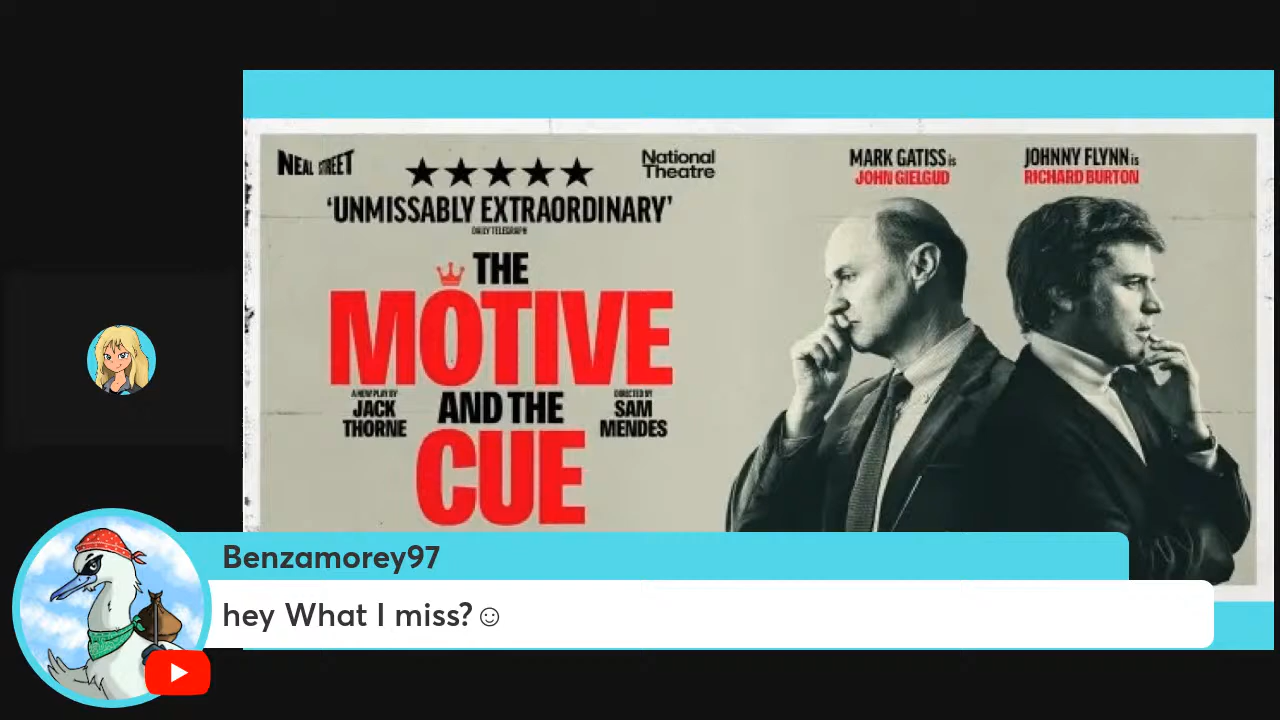 NEAL STREET
National
Theatre
'UNMISSABLY EXTRAORDINARY'
DAILY TELEGRAPH
MARK GATISS is
JOHN GIELGUD
JOHNNY FLYNN is
RICHARD BURTON
THE
MOTIVE
A NEW PLAY BY
JACK
THORNE
AND THE
DIRECTED BY
SAM
MENDES
CUE
Benzamorey97
hey What I miss?☺